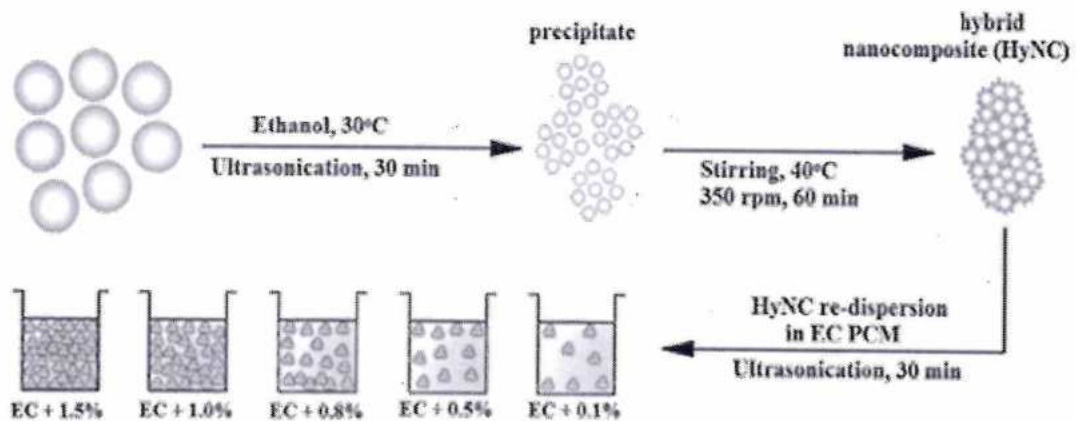 precipitate
hybrid
nanocomposite (HyNC)
Ethanol, 30°C
Ultrasonication, 30 min
Stirring, 40°C
350 rpm, 60 min
HyNC re-dispersion
in EC PCM
Ultrasonication, 30 min
EC + 1.5%
EC + 1.0%
EC + 0.8%
EC + 0.5%
EC + 0.1%